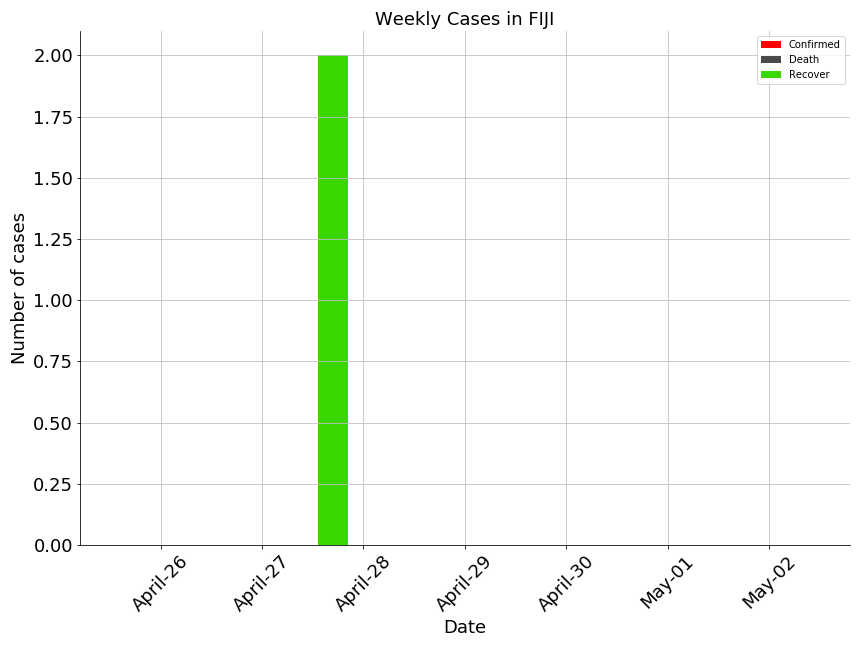 Weekly Cases in FIJI
Confirmed
Death
Recover
2.00
1.75
1.50
1.25
1.00
0.75
0.50
0.25
0.00
Number of cases
April-26
April-27
April-28
April-29
April-30
May-01
May-02
Date